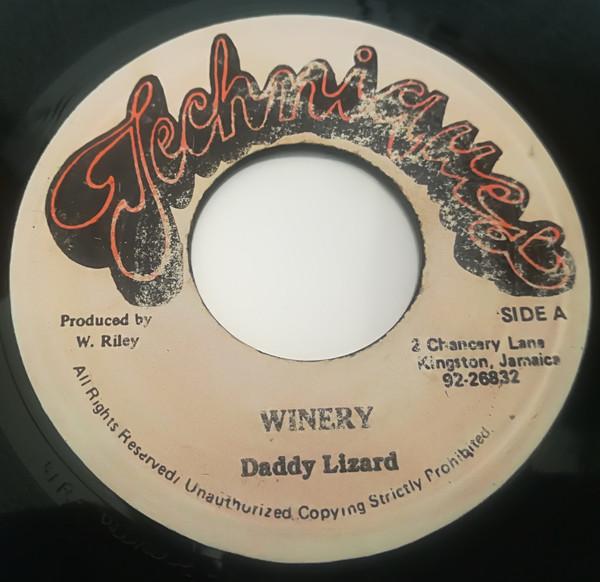 Techniques
SIDE A
Produced by
W. Riley
2 Chancery Lane
Kingston, Jamaica
92-26832
WINERY
Daddy Lizard
All Rights Reserved, Unauthorized Copying Strictly Prohibited.